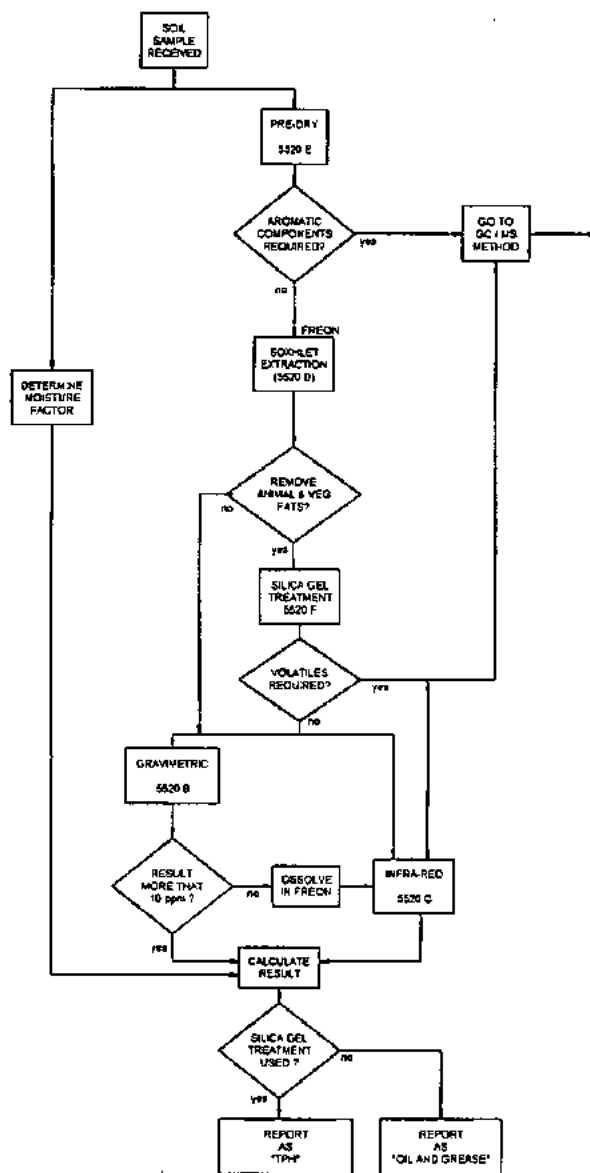 SOIL
SAMPLE
RECEIVED
PRE/DRY
5520 E
AROMATIC
COMPONENTS
REQUIRED?
yes
GO TO
GC / MS
METHOD
no
FREON
SOXHLET
EXTRACTION
(5520 D)
DETERMINE
MOISTURE
FACTOR
REMOVE
ANIMAL & VEG
FATS?
no
yes
SILICA GEL
TREATMENT
5520 F
VOLATILES
REQUIRED?
yes
no
GRAVIMETRIC
5520 B
RESULT
MORE THAT
10 ppm ?
no
DISSOLVE
IN FREON
INFRA-RED
5520 C
yes
CALCULATE
RESULT
SILICA GEL
TREATMENT
USED ?
no
yes
REPORT
AS
"TPH"
REPORT
AS
"OIL AND GREASE"